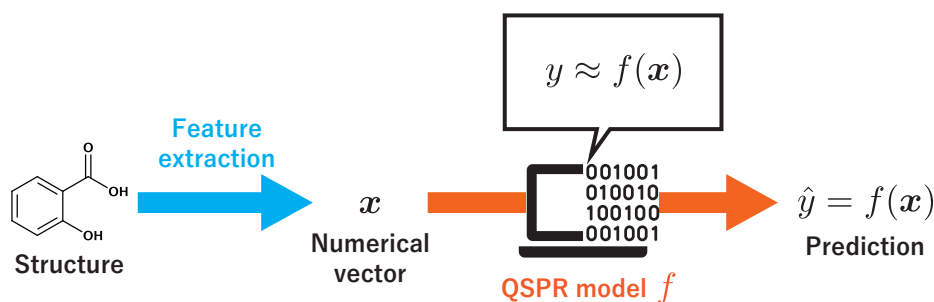 y ≈ f(x)
Feature
extraction
O
OH
OH
Structure
x
Numerical
vector
001001
010010
100100
001001
QSPR model f
ŷ = f(x)
Prediction